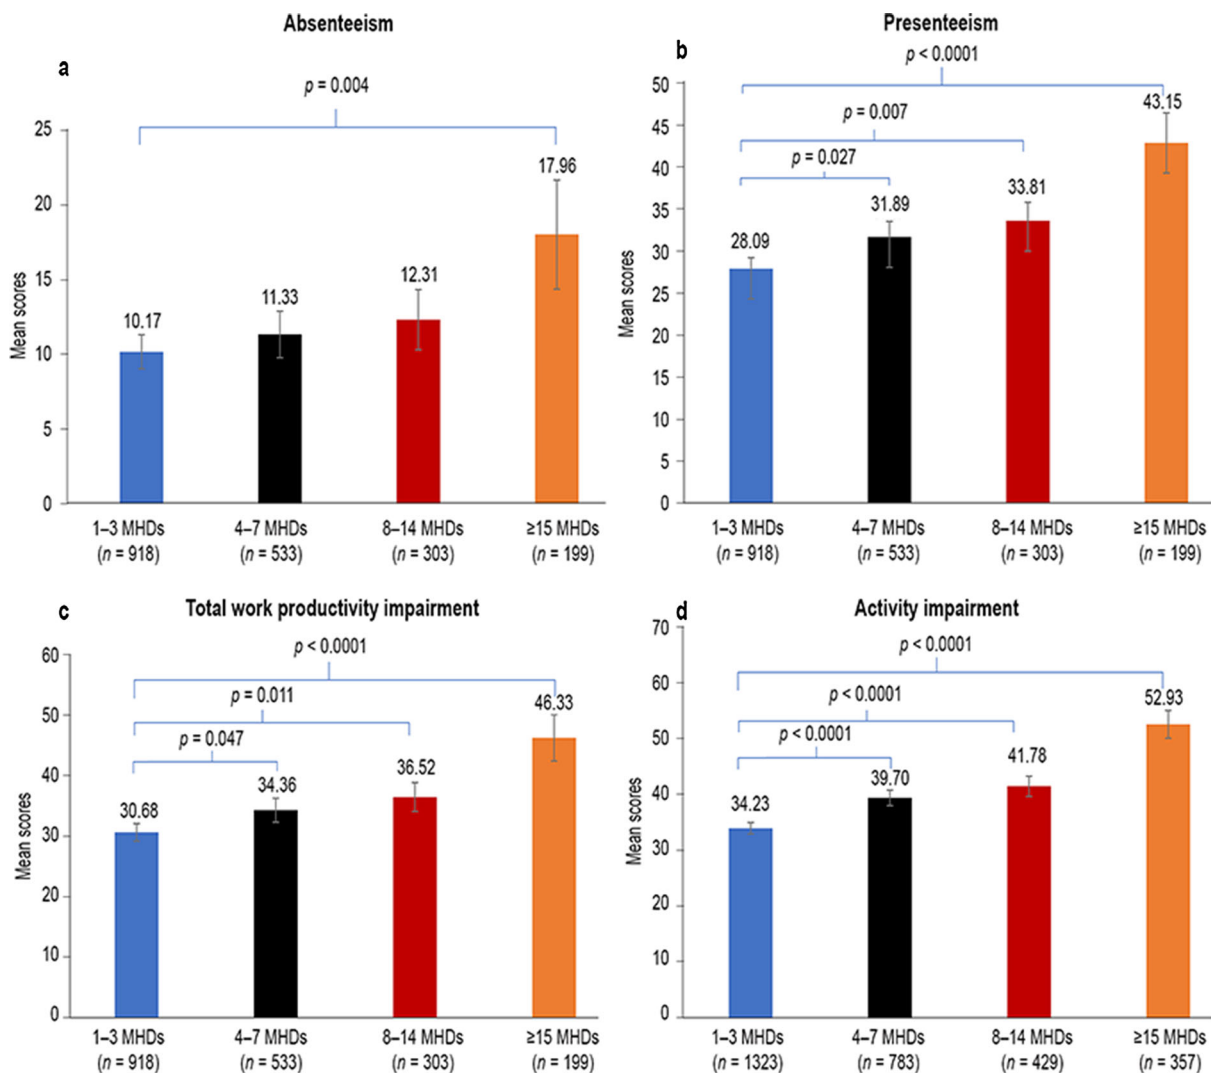 Absenteeism
a
p = 0.004
25
20
15
10
5
0
Mean scores
10.17
11.33
12.31
17.96
1–3 MHDs
(n = 918)
4–7 MHDs
(n = 533)
8–14 MHDs
(n = 303)
≥15 MHDs
(n = 199)
Presenteeism
b
p < 0.0001
p = 0.007
p = 0.027
50
45
40
35
30
25
20
15
10
5
0
Mean scores
28.09
31.89
33.81
43.15
1–3 MHDs
(n = 918)
4–7 MHDs
(n = 533)
8–14 MHDs
(n = 303)
≥15 MHDs
(n = 199)
Total work productivity impairment
c
p < 0.0001
p = 0.011
p = 0.047
60
50
40
30
20
10
0
Mean scores
30.68
34.36
36.52
46.33
1–3 MHDs
(n = 918)
4–7 MHDs
(n = 533)
8–14 MHDs
(n = 303)
≥15 MHDs
(n = 199)
Activity impairment
d
p < 0.0001
p < 0.0001
p < 0.0001
70
60
50
40
30
20
10
0
Mean scores
34.23
39.70
41.78
52.93
1–3 MHDs
(n = 1323)
4–7 MHDs
(n = 783)
8–14 MHDs
(n = 429)
≥15 MHDs
(n = 357)